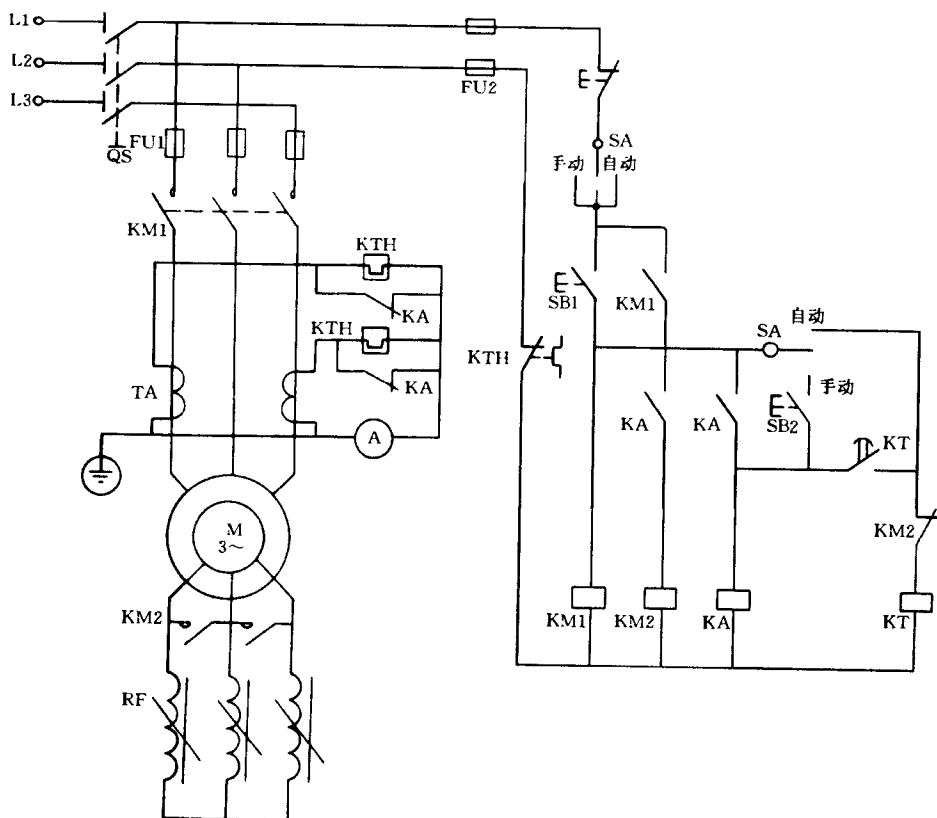 L1
L2
L3
QS
FU1
FU2
SA
手动 自动
KM1
KTH
KA
KTH
KA
TA
A
KTH
SB1
KM1
SA
自动
手动
KA
KA
SB2
KT
KM2
M
3～
KM2
RF
KM1
KM2
KA
KT